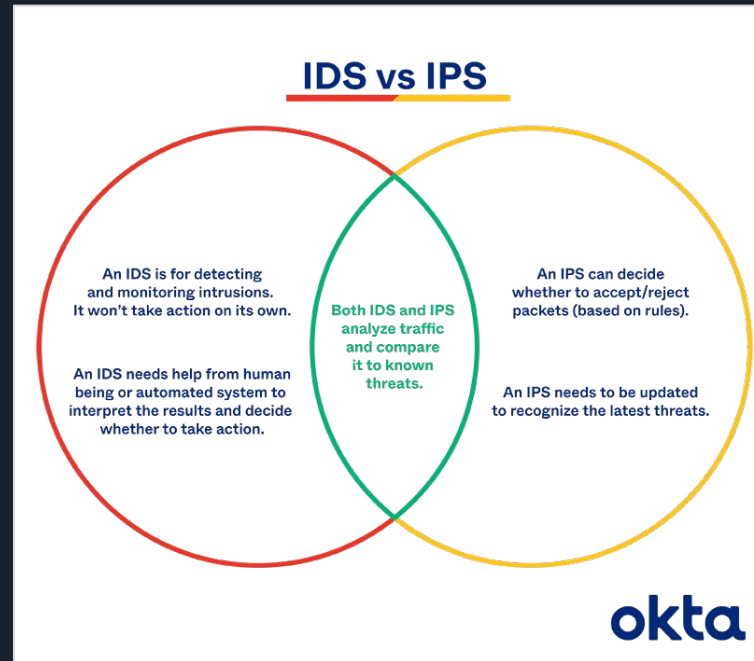 IDS vs IPS
An IDS is for detecting
and monitoring intrusions.
It won't take action on its own.
An IDS needs help from human
being or automated system to
interpret the results and decide
whether to take action.
Both IDS and IPS
analyze traffic
and compare
it to known
threats.
An IPS can decide
whether to accept/reject
packets (based on rules).
An IPS needs to be updated
to recognize the latest threats.
okta